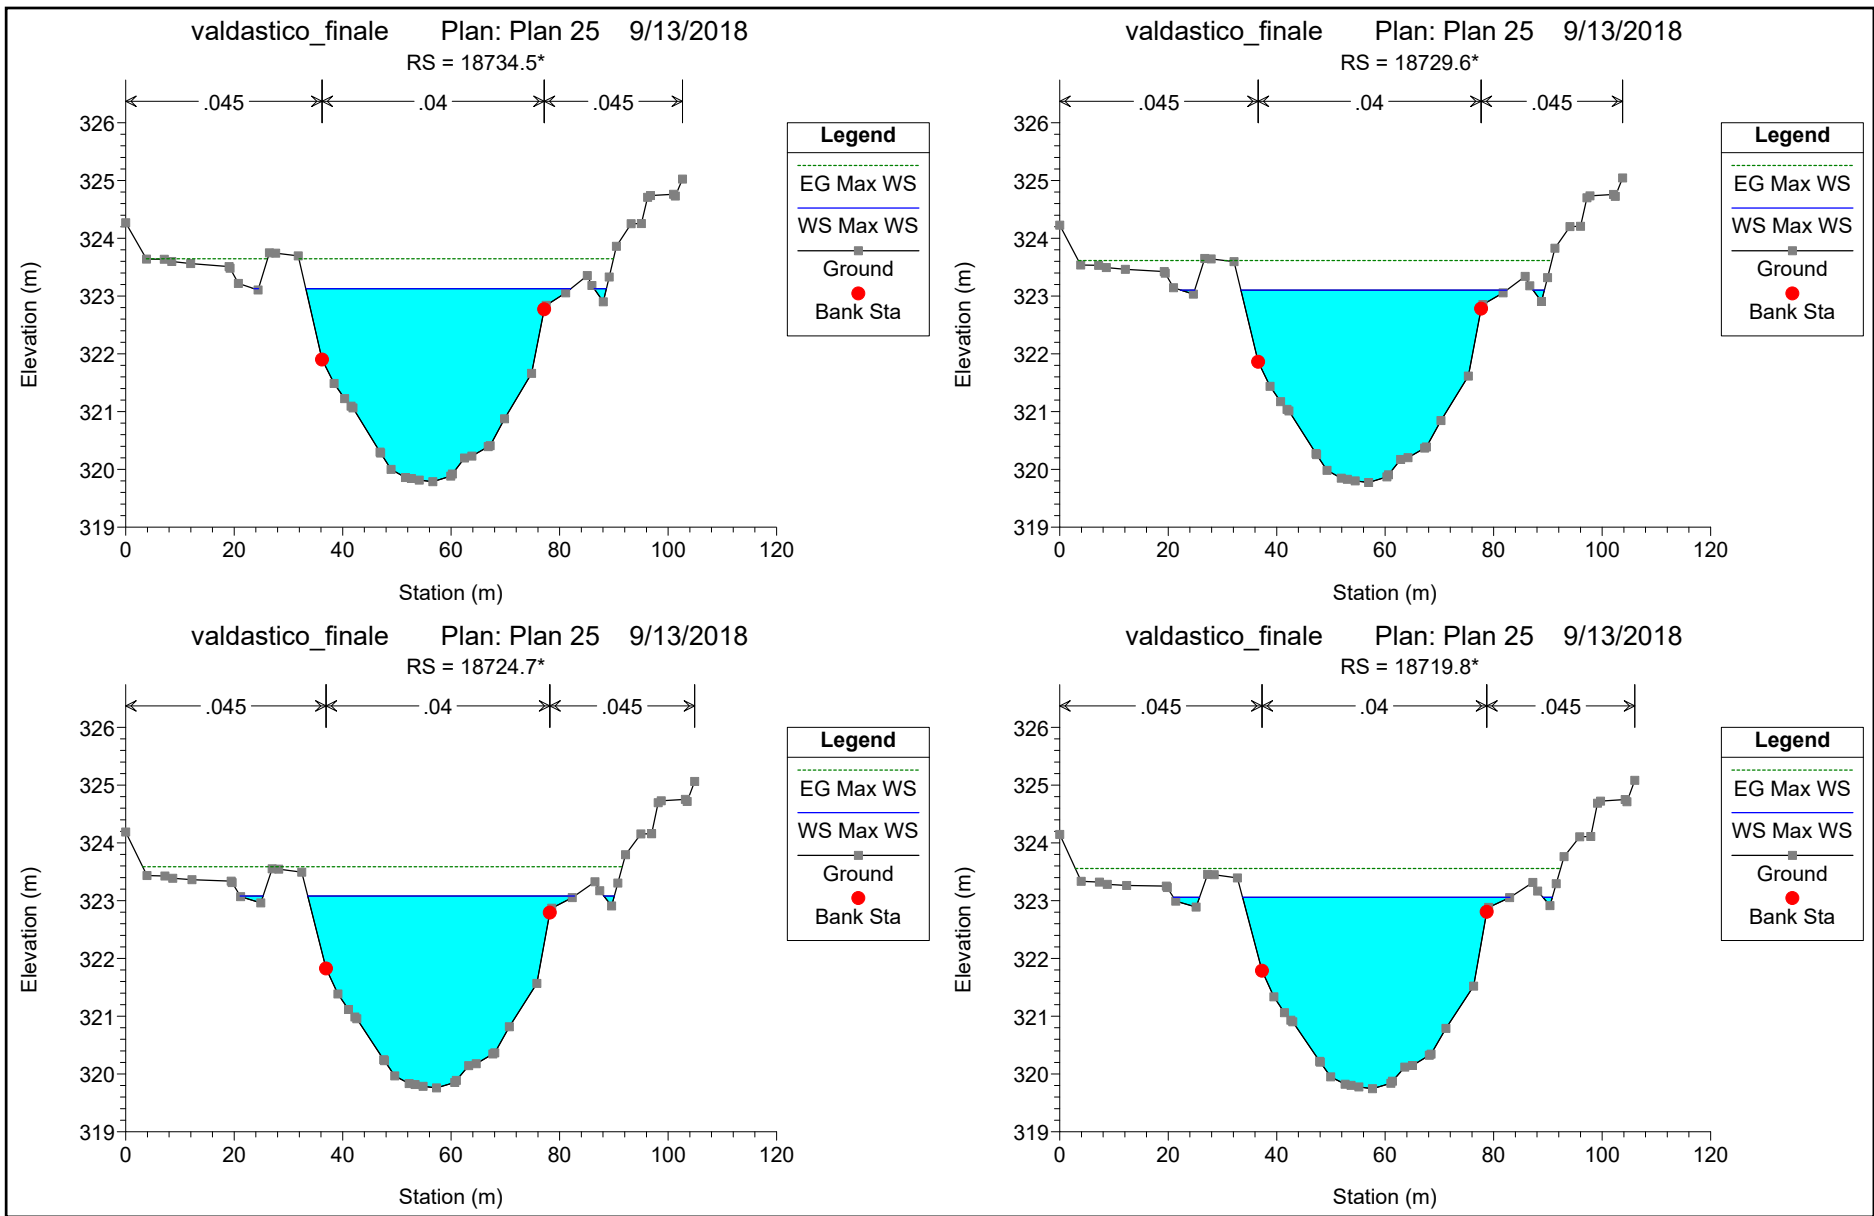 valdastico_finale Plan: Plan 25 9/13/2018
RS = 18734.5*
.045 .04 .045
326
325
324
323
322
321
320
319
0 20 40 60 80 100 120
Station (m)
Elevation (m)
Legend
EG Max WS
WS Max WS
Ground
Bank Sta
valdastico_finale Plan: Plan 25 9/13/2018
RS = 18729.6*
.045 .04 .045
326
325
324
323
322
321
320
319
0 20 40 60 80 100 120
Station (m)
Elevation (m)
Legend
EG Max WS
WS Max WS
Ground
Bank Sta
valdastico_finale Plan: Plan 25 9/13/2018
RS = 18724.7*
.045 .04 .045
326
325
324
323
322
321
320
319
0 20 40 60 80 100 120
Station (m)
Elevation (m)
Legend
EG Max WS
WS Max WS
Ground
Bank Sta
valdastico_finale Plan: Plan 25 9/13/2018
RS = 18719.8*
.045 .04 .045
326
325
324
323
322
321
320
319
0 20 40 60 80 100 120
Station (m)
Elevation (m)
Legend
EG Max WS
WS Max WS
Ground
Bank Sta